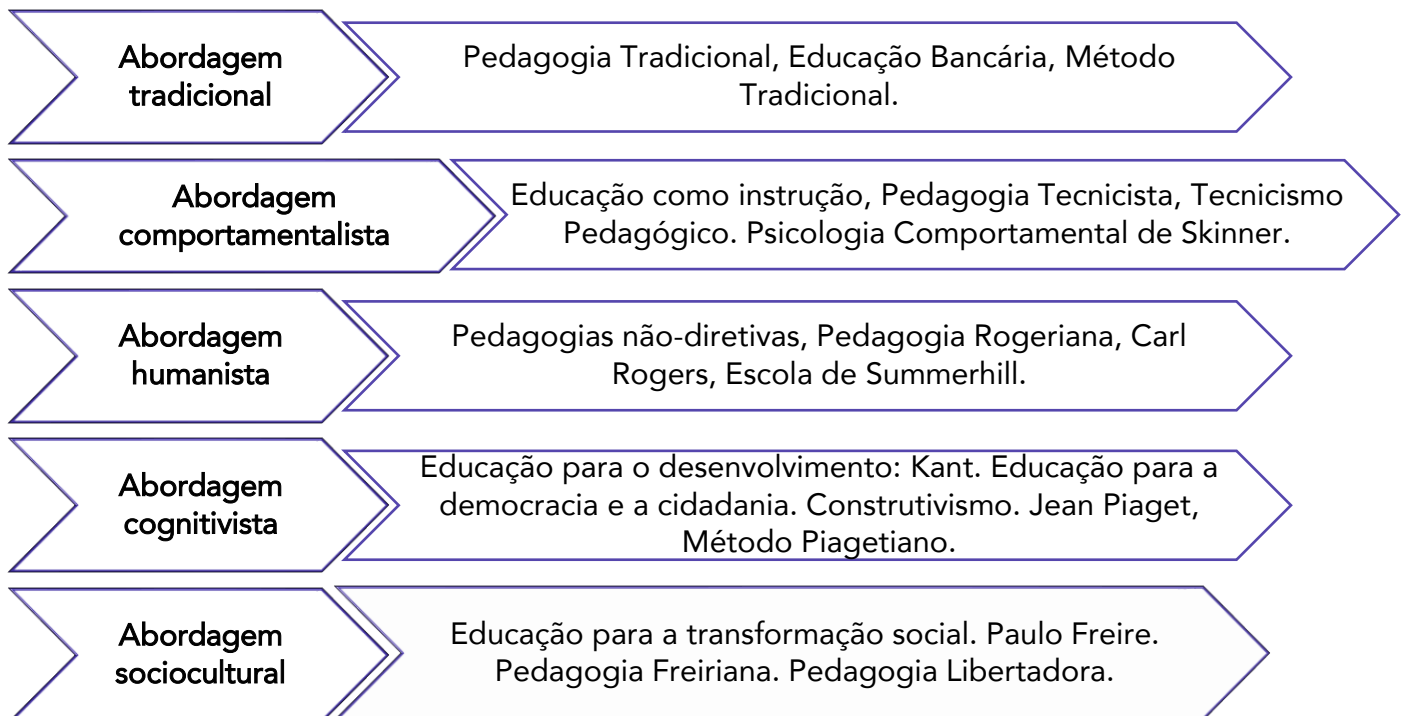 Abordagem
tradicional
Pedagogia Tradicional, Educação Bancária, Método
Tradicional.
Abordagem
comportamentalista
Educação como instrução, Pedagogia Tecnicista, Tecnicismo
Pedagógico. Psicologia Comportamental de Skinner.
Abordagem
humanista
Pedagogias não-diretivas, Pedagogia Rogeriana, Carl
Rogers, Escola de Summerhill.
Abordagem
cognitivista
Educação para o desenvolvimento: Kant. Educação para a
democracia e a cidadania. Construtivismo. Jean Piaget,
Método Piagetiano.
Abordagem
sociocultural
Educação para a transformação social. Paulo Freire.
Pedagogia Freiriana. Pedagogia Libertadora.